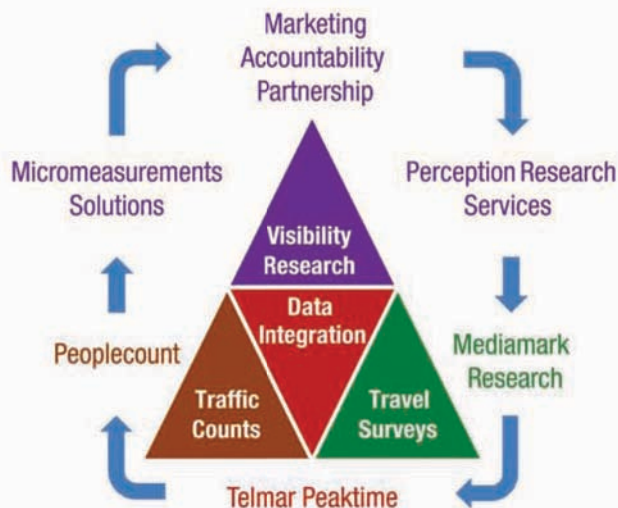 Marketing
Accountability
Partnership
Micromeasurements
Solutions
Perception Research
Services
Visibility
Research
Data
Integration
Peoplecount
Mediamark
Research
Traffic
Counts
Travel
Surveys
Telmar Peaktime